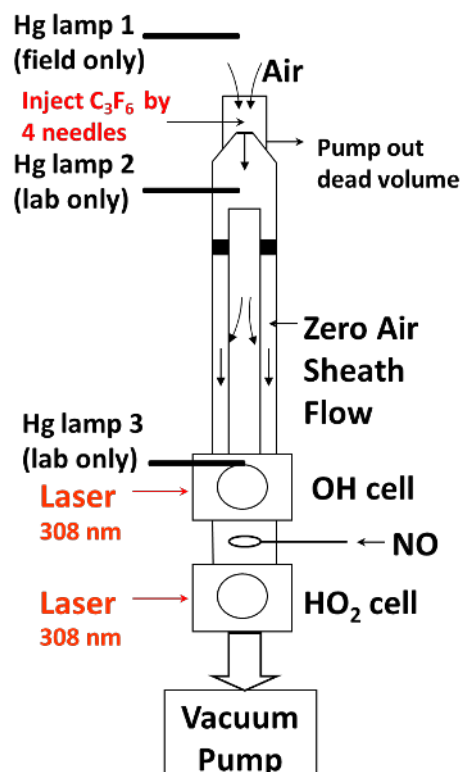 Hg lamp 1
(field only)
Air
Inject C₃F₆ by
4 needles
Pump out
dead volume
Hg lamp 2
(lab only)
Zero Air
Sheath
Flow
Hg lamp 3
(lab only)
Laser
308 nm
OH cell
NO
Laser
308 nm
HO₂ cell
Vacuum
Pump